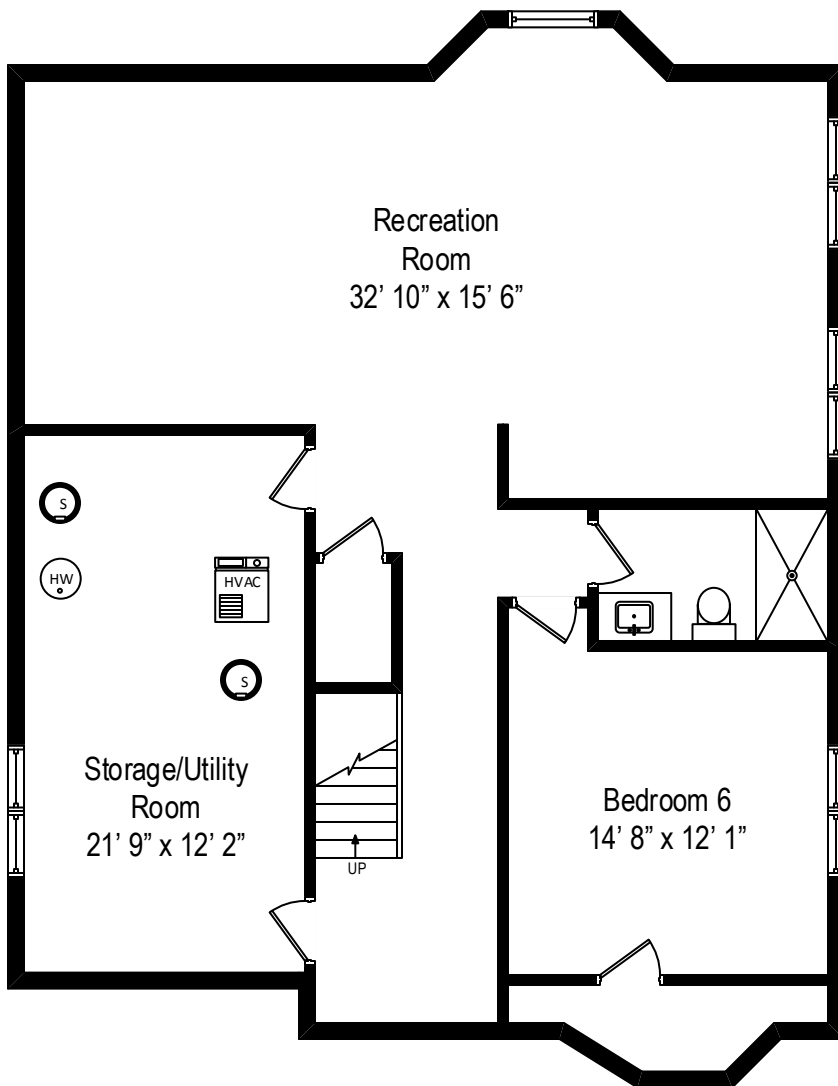 Recreation
Room
32’ 10” x 15’ 6”
S
HW
HVAC
S
Storage/Utility
Room
21’ 9” x 12’ 2”
UP
Bedroom 6
14’ 8” x 12’ 1”